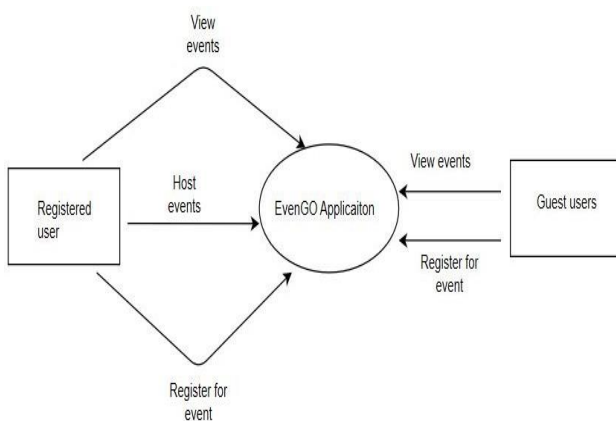 View
events
Registered
user
Host
events
EvenGO Applicaiton
View events
Guest users
Register for
event
Register for
event